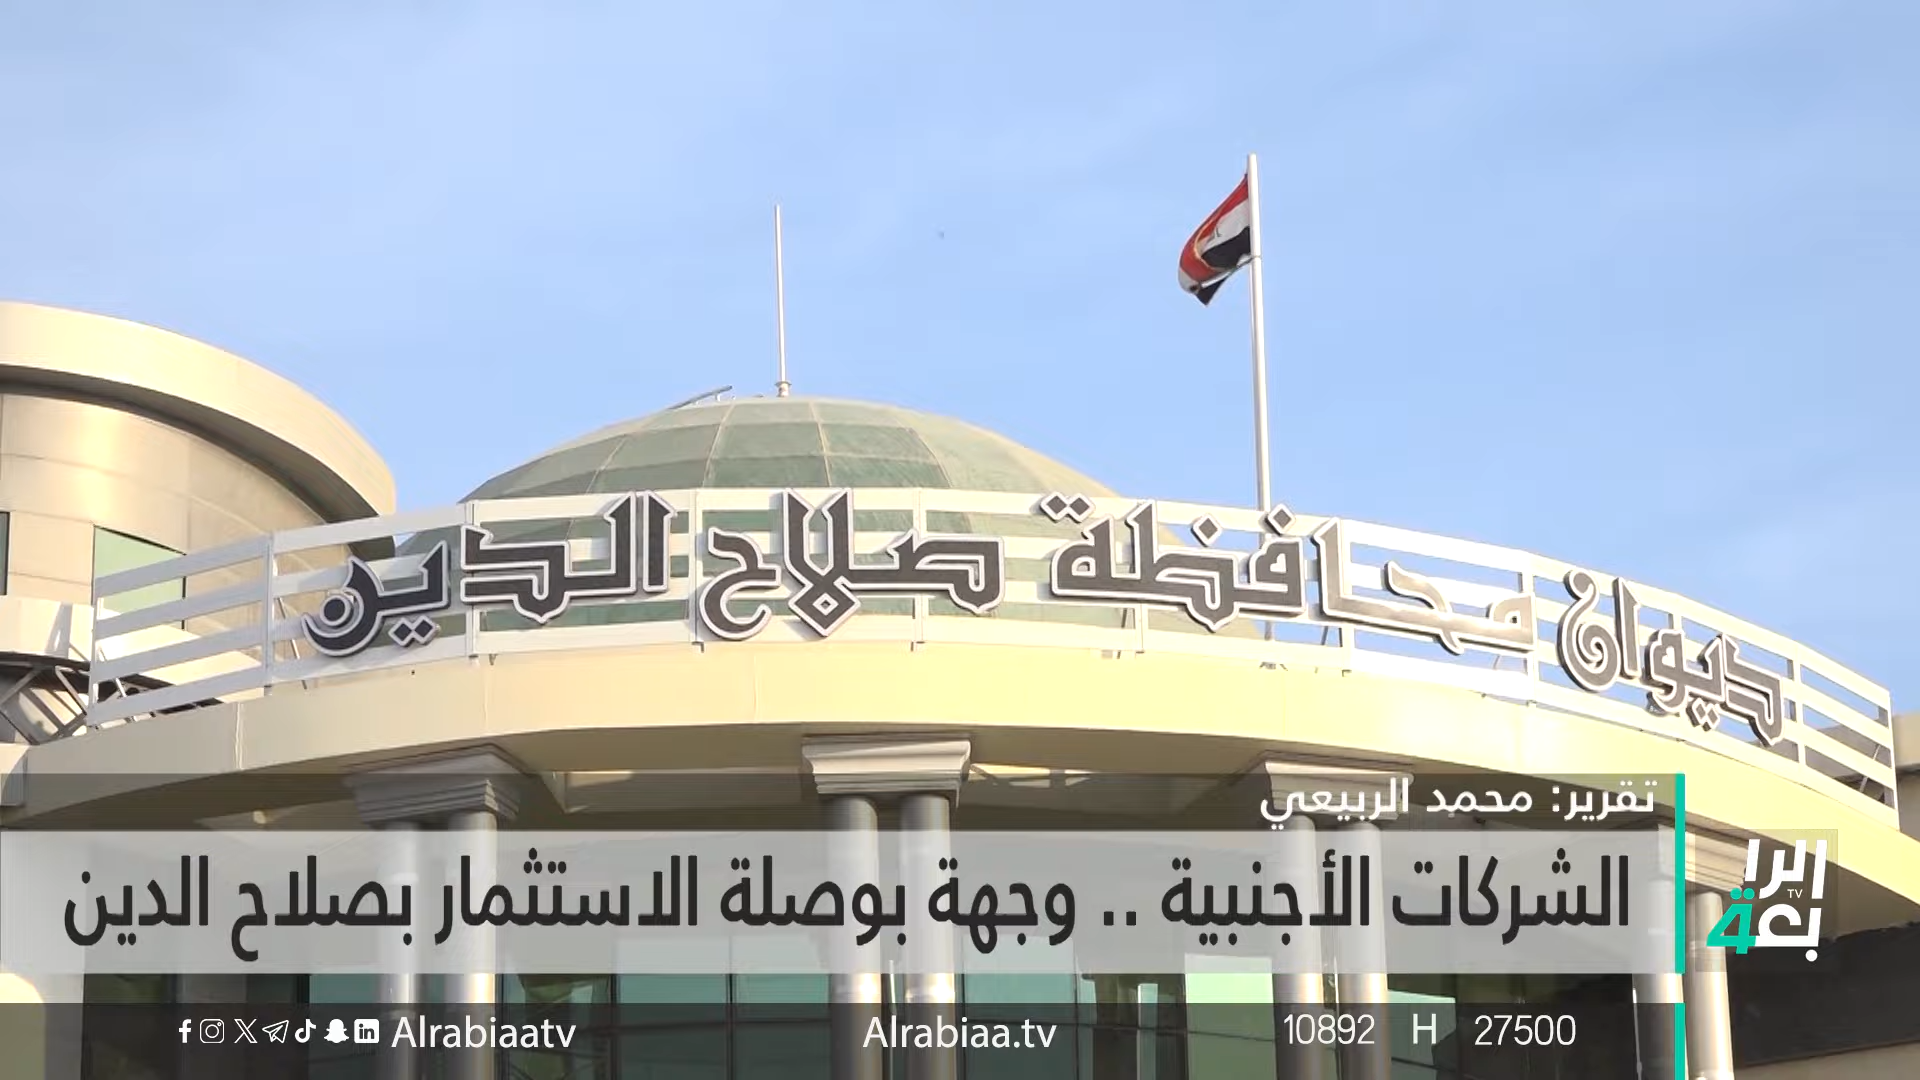 ديوان محافظة صلاح الدين
تقرير: محمد الربيعي
الشركات الأجنبية .. وجهة بوصلة الاستثمار بصلاح الدين
الرابعة
4
TV
Alrabiaatv
Alrabiaa.tv
10892 H 27500